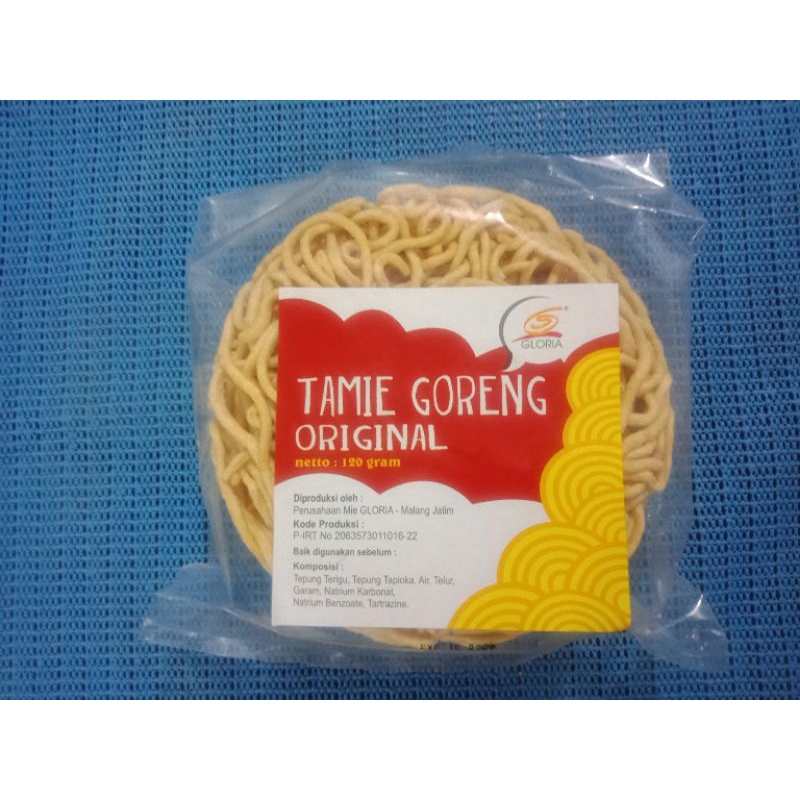 GLORIA
TAMIE GORENG
ORIGINAL
netto : 120 gram
Diproduksi oleh :
Perusahaan Mie GLORIA - Malang Jatim
Kode Produksi :
P-IRT No 2063573011016-22
Baik digunakan sebelum :
Komposisi :
Tepung Terigu, Tepung Tapioka, Air, Telur,
Garam, Natrium Karbonat,
Natrium Benzoate, Tartrazine.